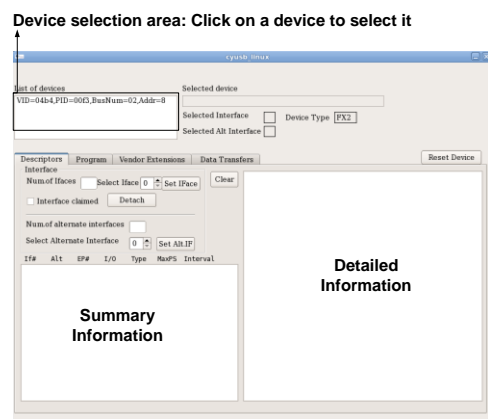 Device selection area: Click on a device to select it
cyusb_linux
List of devices
VID=04b4,PID=00f3,BusNum=02,Addr=8
Selected device
Selected Interface
Device Type FX2
Selected Alt Interface
Descriptors Program Vendor Extensions Data Transfers
Reset Device
Interface
Num.of Ifaces Select Iface 0 Set IFace
Clear
Interface claimed Detach
Num.of alternate interfaces
Select Alternate Interface 0 Set Alt.IF
If# Alt EP# I/O Type MaxPS Interval
Summary
Information
Detailed
Information